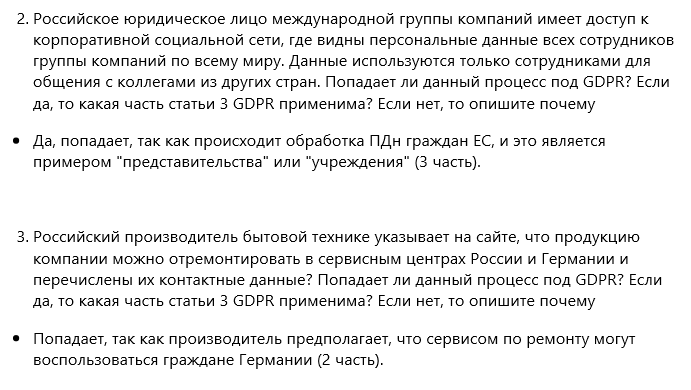 2. Российское юридическое лицо международной группы компаний имеет доступ к
корпоративной социальной сети, где видны персональные данные всех сотрудников
группы компаний по всему миру. Данные используются только сотрудниками для
общения с коллегами из других стран. Попадает ли данный процесс под GDPR? Если
да, то какая часть статьи 3 GDPR применима? Если нет, то опишите почему
• Да, попадает, так как происходит обработка ПДн граждан ЕС, и это является
примером "представительства" или "учреждения" (3 часть).
3. Российский производитель бытовой технике указывает на сайте, что продукцию
компании можно отремонтировать в сервисным центрах России и Германии и
перечислены их контактные данные? Попадает ли данный процесс под GDPR? Если
да, то какая часть статьи 3 GDPR применима? Если нет, то опишите почему
• Попадает, так как производитель предполагает, что сервисом по ремонту могут
воспользоваться граждане Германии (2 часть).